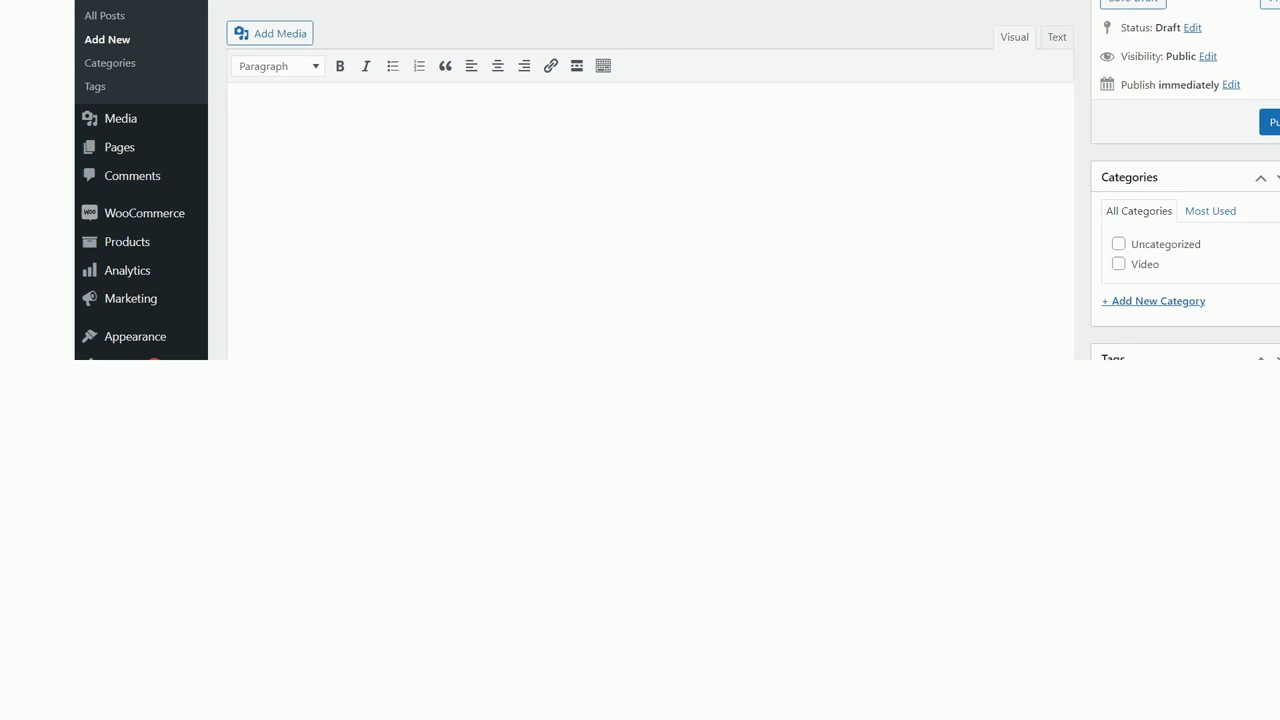 All Posts
Add New
Categories
Tags
Media
Pages
Comments
WooCommerce
Products
Analytics
Marketing
Appearance
Add Media
Visual
Text
Paragraph
Status: Draft Edit
Visibility: Public Edit
Publish immediately Edit
Categories
All Categories
Most Used
Uncategorized
Video
+ Add New Category
Tags